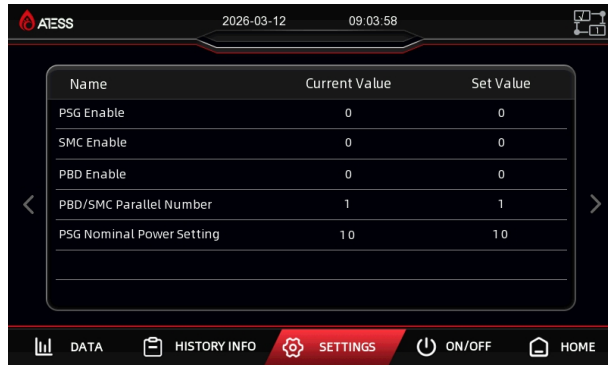 ATESS 2026-03-12 09:03:58
1
Name Current Value Set Value
PSG Enable 0 0
SMC Enable 0 0
PBD Enable 0 0
PBD/SMC Parallel Number 1 1
PSG Nominal Power Setting 10 10
DATA HISTORY INFO SETTINGS ON/OFF HOME